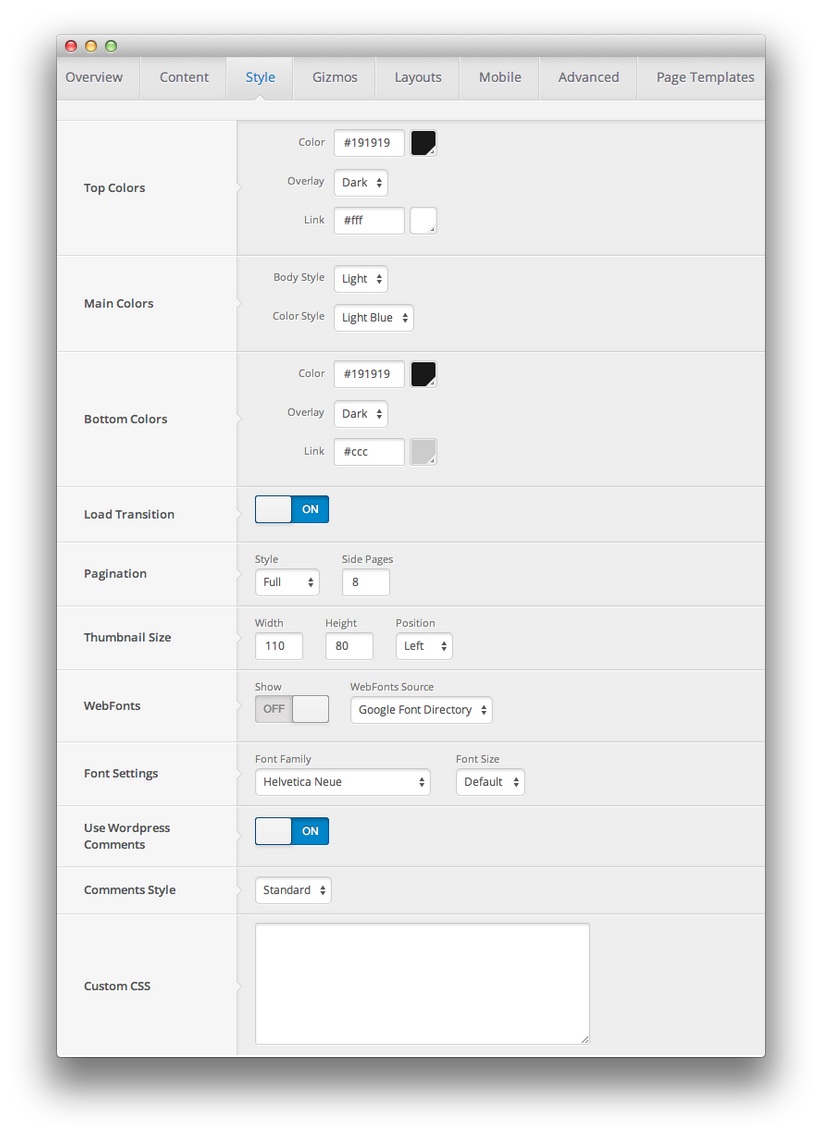 Overview Content Style Gizmos Layouts Mobile Advanced Page Templates
Top Colors
Color #191919
Overlay Dark
Link #fff
Main Colors
Body Style Light
Color Style Light Blue
Bottom Colors
Color #191919
Overlay Dark
Link #ccc
Load Transition
ON
Pagination
Style Side Pages
Full 8
Thumbnail Size
Width Height Position
110 80 Left
WebFonts
Show WebFonts Source
OFF Google Font Directory
Font Settings
Font Family Font Size
Helvetica Neue Default
Use Wordpress
Comments
ON
Comments Style
Standard
Custom CSS